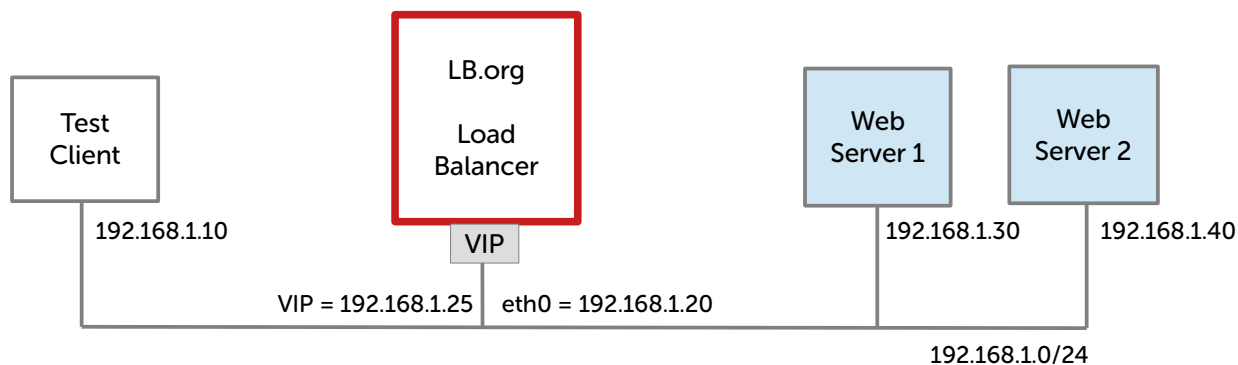 LB.org
Load
Balancer
Test
Client
Web
Server 1
Web
Server 2
192.168.1.10
VIP
192.168.1.30
192.168.1.40
VIP = 192.168.1.25
eth0 = 192.168.1.20
192.168.1.0/24